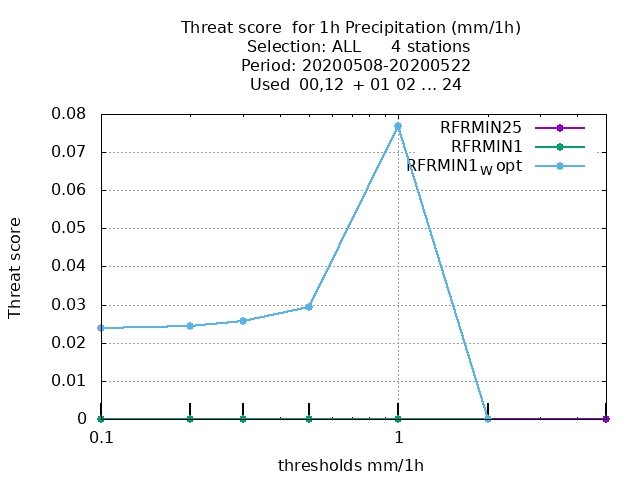 Threat score  for 1h Precipitation (mm/1h)
Selection: ALL      4 stations
Period: 20200508-20200522
Used  00,12  + 01 02 ... 24
0.08
0.07
0.06
0.05
0.04
0.03
0.02
0.01
0
Threat score
RFRMIN25
RFRMIN1
RFRMIN1W opt
0.1
1
thresholds mm/1h